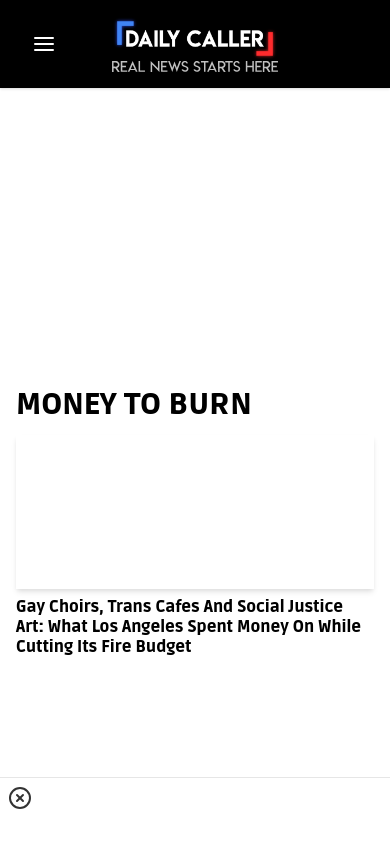 DAILY CALLER
REAL NEWS STARTS HERE
MONEY TO BURN
Gay Choirs, Trans Cafes And Social Justice
Art: What Los Angeles Spent Money On While
Cutting Its Fire Budget